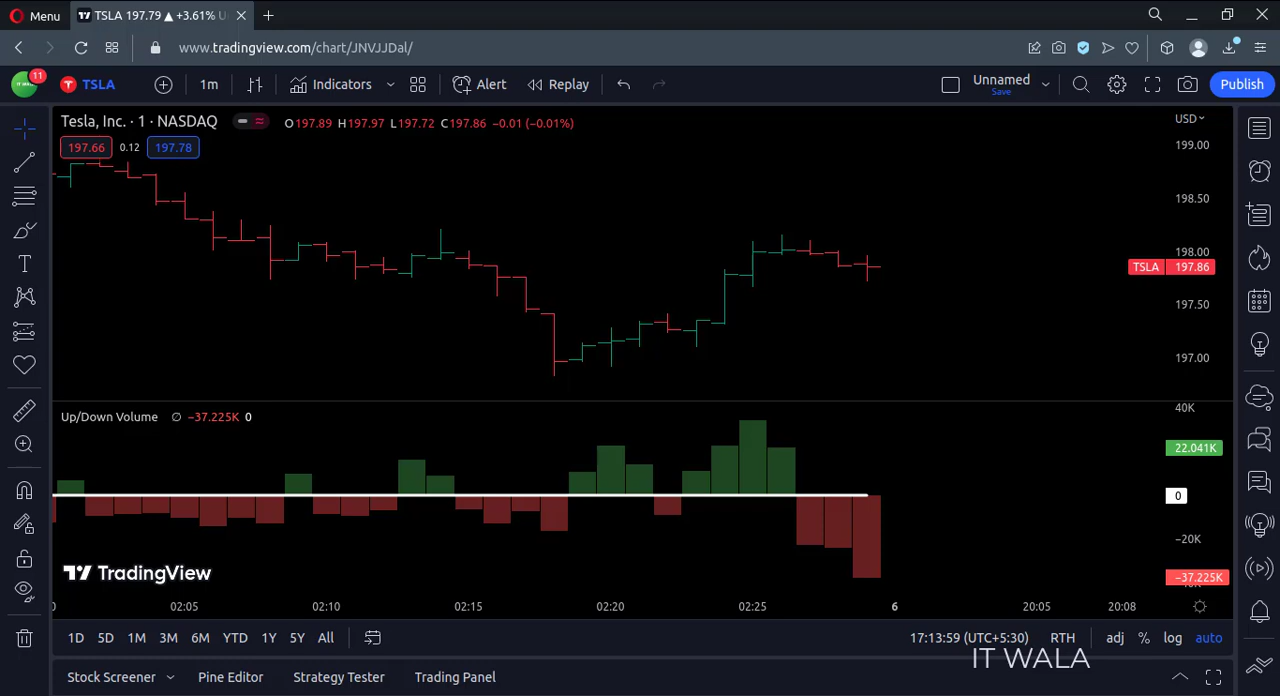 Menu
TSLA 197.79 ▲ +3.61% U
www.tradingview.com/chart/JNVJJDal/
11
TSLA
1m
Indicators
Alert
Replay
Unnamed
Save
Publish
Tesla, Inc. · 1 · NASDAQ
O197.89 H197.97 L197.72 C197.86 −0.01 (−0.01%)
USD
197.66 0.12 197.78
199.00
198.50
198.00
TSLA 197.86
197.50
197.00
Up/Down Volume ∅ −37.225K 0
40K
22.041K
0
−20K
−37.225K
TradingView
02:05 02:10 02:15 02:20 02:25 6 20:05 20:08
1D 5D 1M 3M 6M YTD 1Y 5Y All
17:13:59 (UTC+5:30) RTH adj % log auto
IT WALA
Stock Screener Pine Editor Strategy Tester Trading Panel